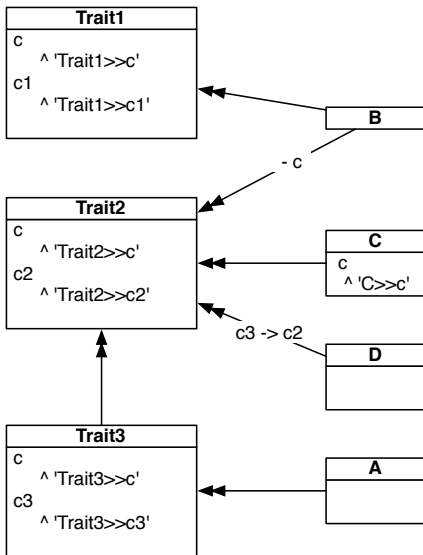 Trait1
c
^ 'Trait1>>c'
c1
^ 'Trait1>>c1'
B
- c
Trait2
c
^ 'Trait2>>c'
c2
^ 'Trait2>>c2'
C
c
^ 'C>>c'
c3 -> c2
D
Trait3
c
^ 'Trait3>>c'
c3
^ 'Trait3>>c3'
A